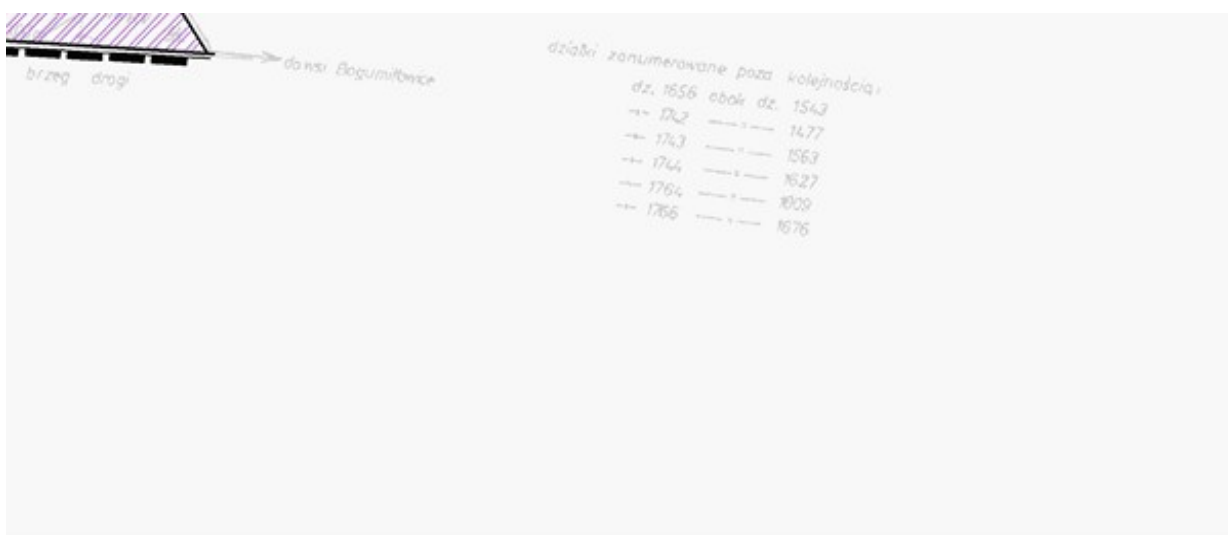 do wsi Bogumiłowice
brzeg drogi
działki zanumerowane poza kolejnością:
dz. 1656 obok dz. 1543
-"- 1742 —"— 1477
-"- 1743 —"— 1563
-"- 1744 —"— 1627
-"- 1764 —"— 1609
-"- 1766 —"— 1676